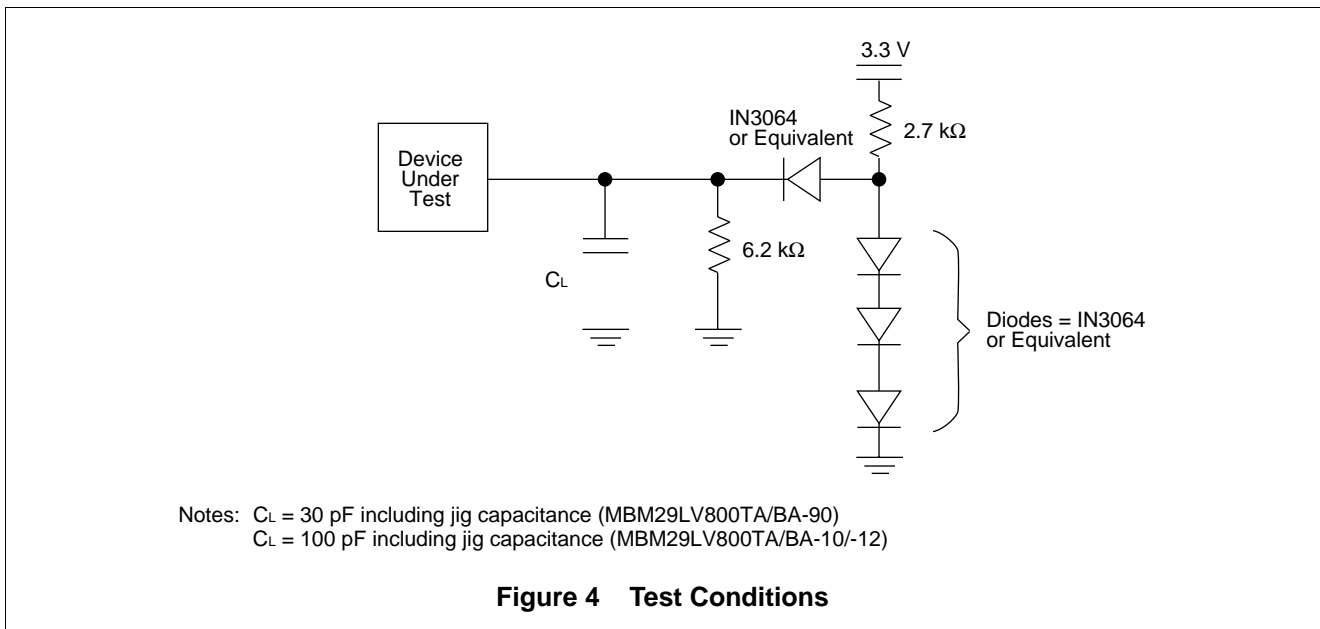 3.3 V
IN3064
or Equivalent
2.7 kΩ
Device
Under
Test
6.2 kΩ
CL
Diodes = IN3064
or Equivalent
Notes: CL = 30 pF including jig capacitance (MBM29LV800TA/BA-90)
CL = 100 pF including jig capacitance (MBM29LV800TA/BA-10/-12)
Figure 4 Test Conditions